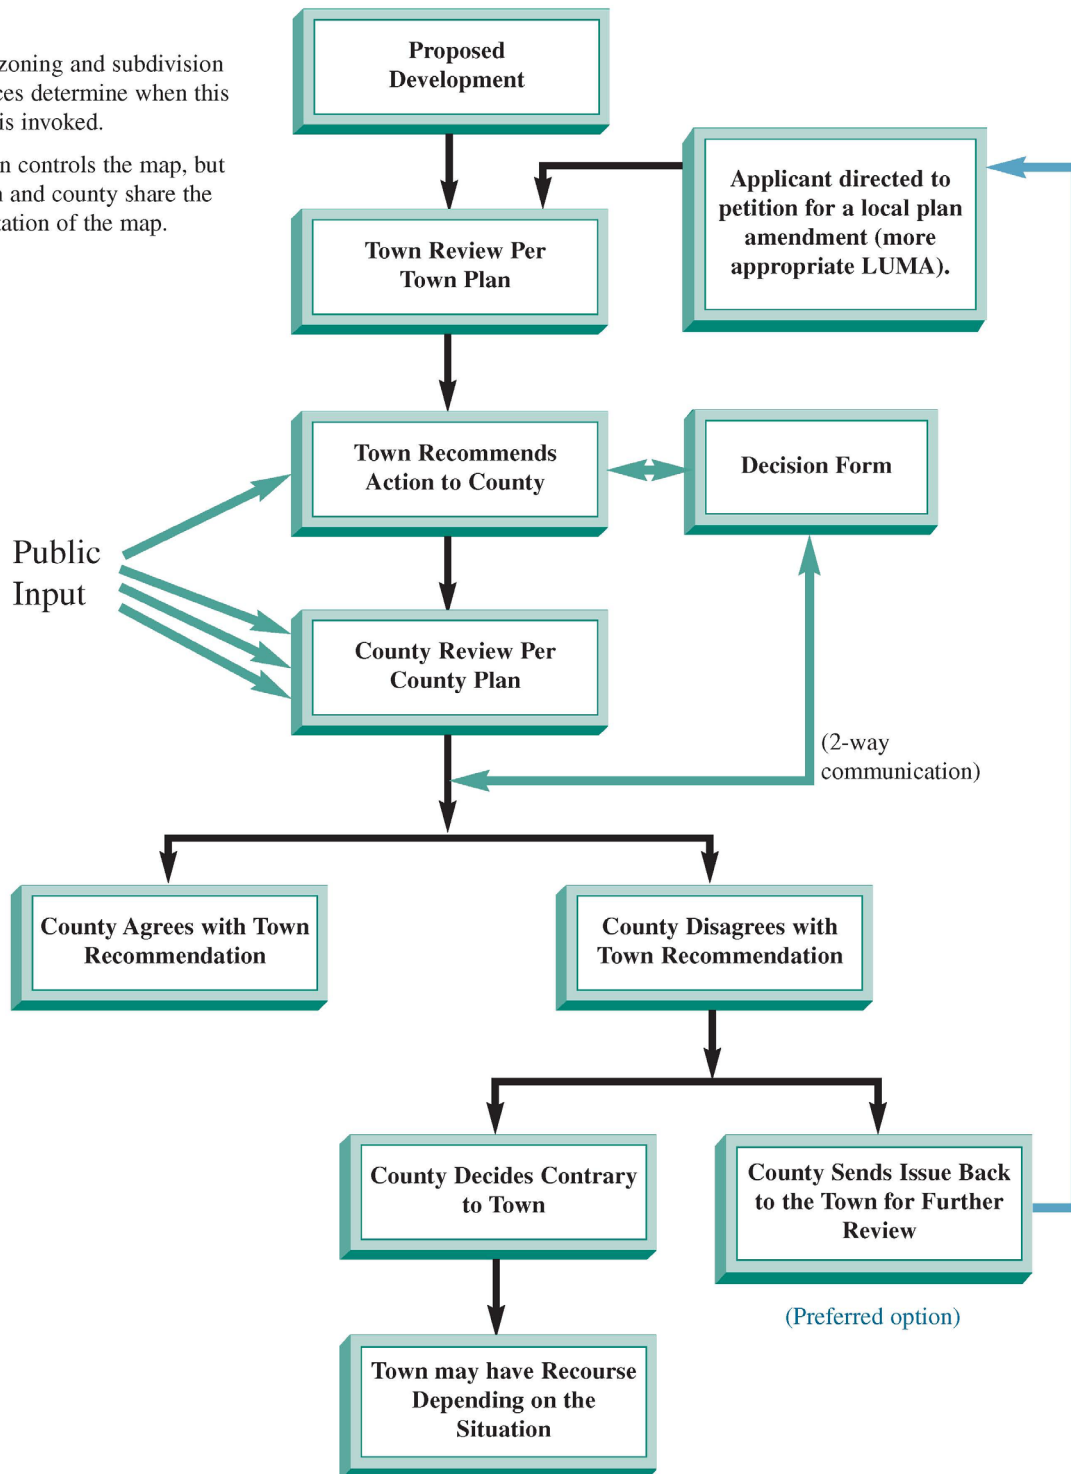 zoning and subdivision
determine when this
is invoked.
controls the map, but
and county share the
of the map.
Proposed
Development
Applicant directed to
petition for a local plan
amendment (more
appropriate LUMA).
Town Review Per
Town Plan
Town Recommends
Action to County
Decision Form
Public
Input
County Review Per
County Plan
(2-way
communication)
County Agrees with Town
Recommendation
County Disagrees with
Town Recommendation
County Decides Contrary
to Town
County Sends Issue Back
to the Town for Further
Review
(Preferred option)
Town may have Recourse
Depending on the
Situation